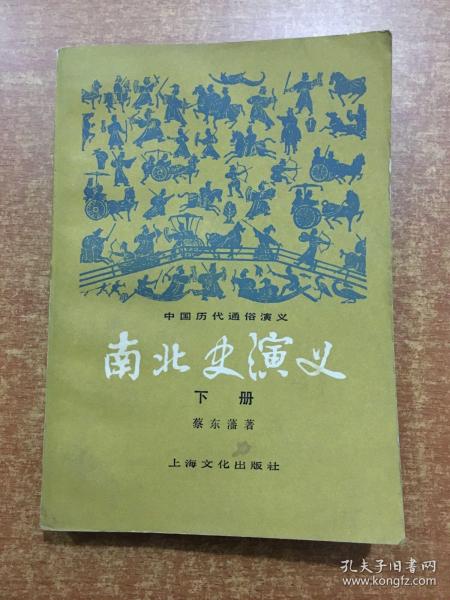 中国历代通俗演义
南北史演义
下册
蔡东藩著
上海文化出版社
孔夫子旧书网
www.kongfz.com